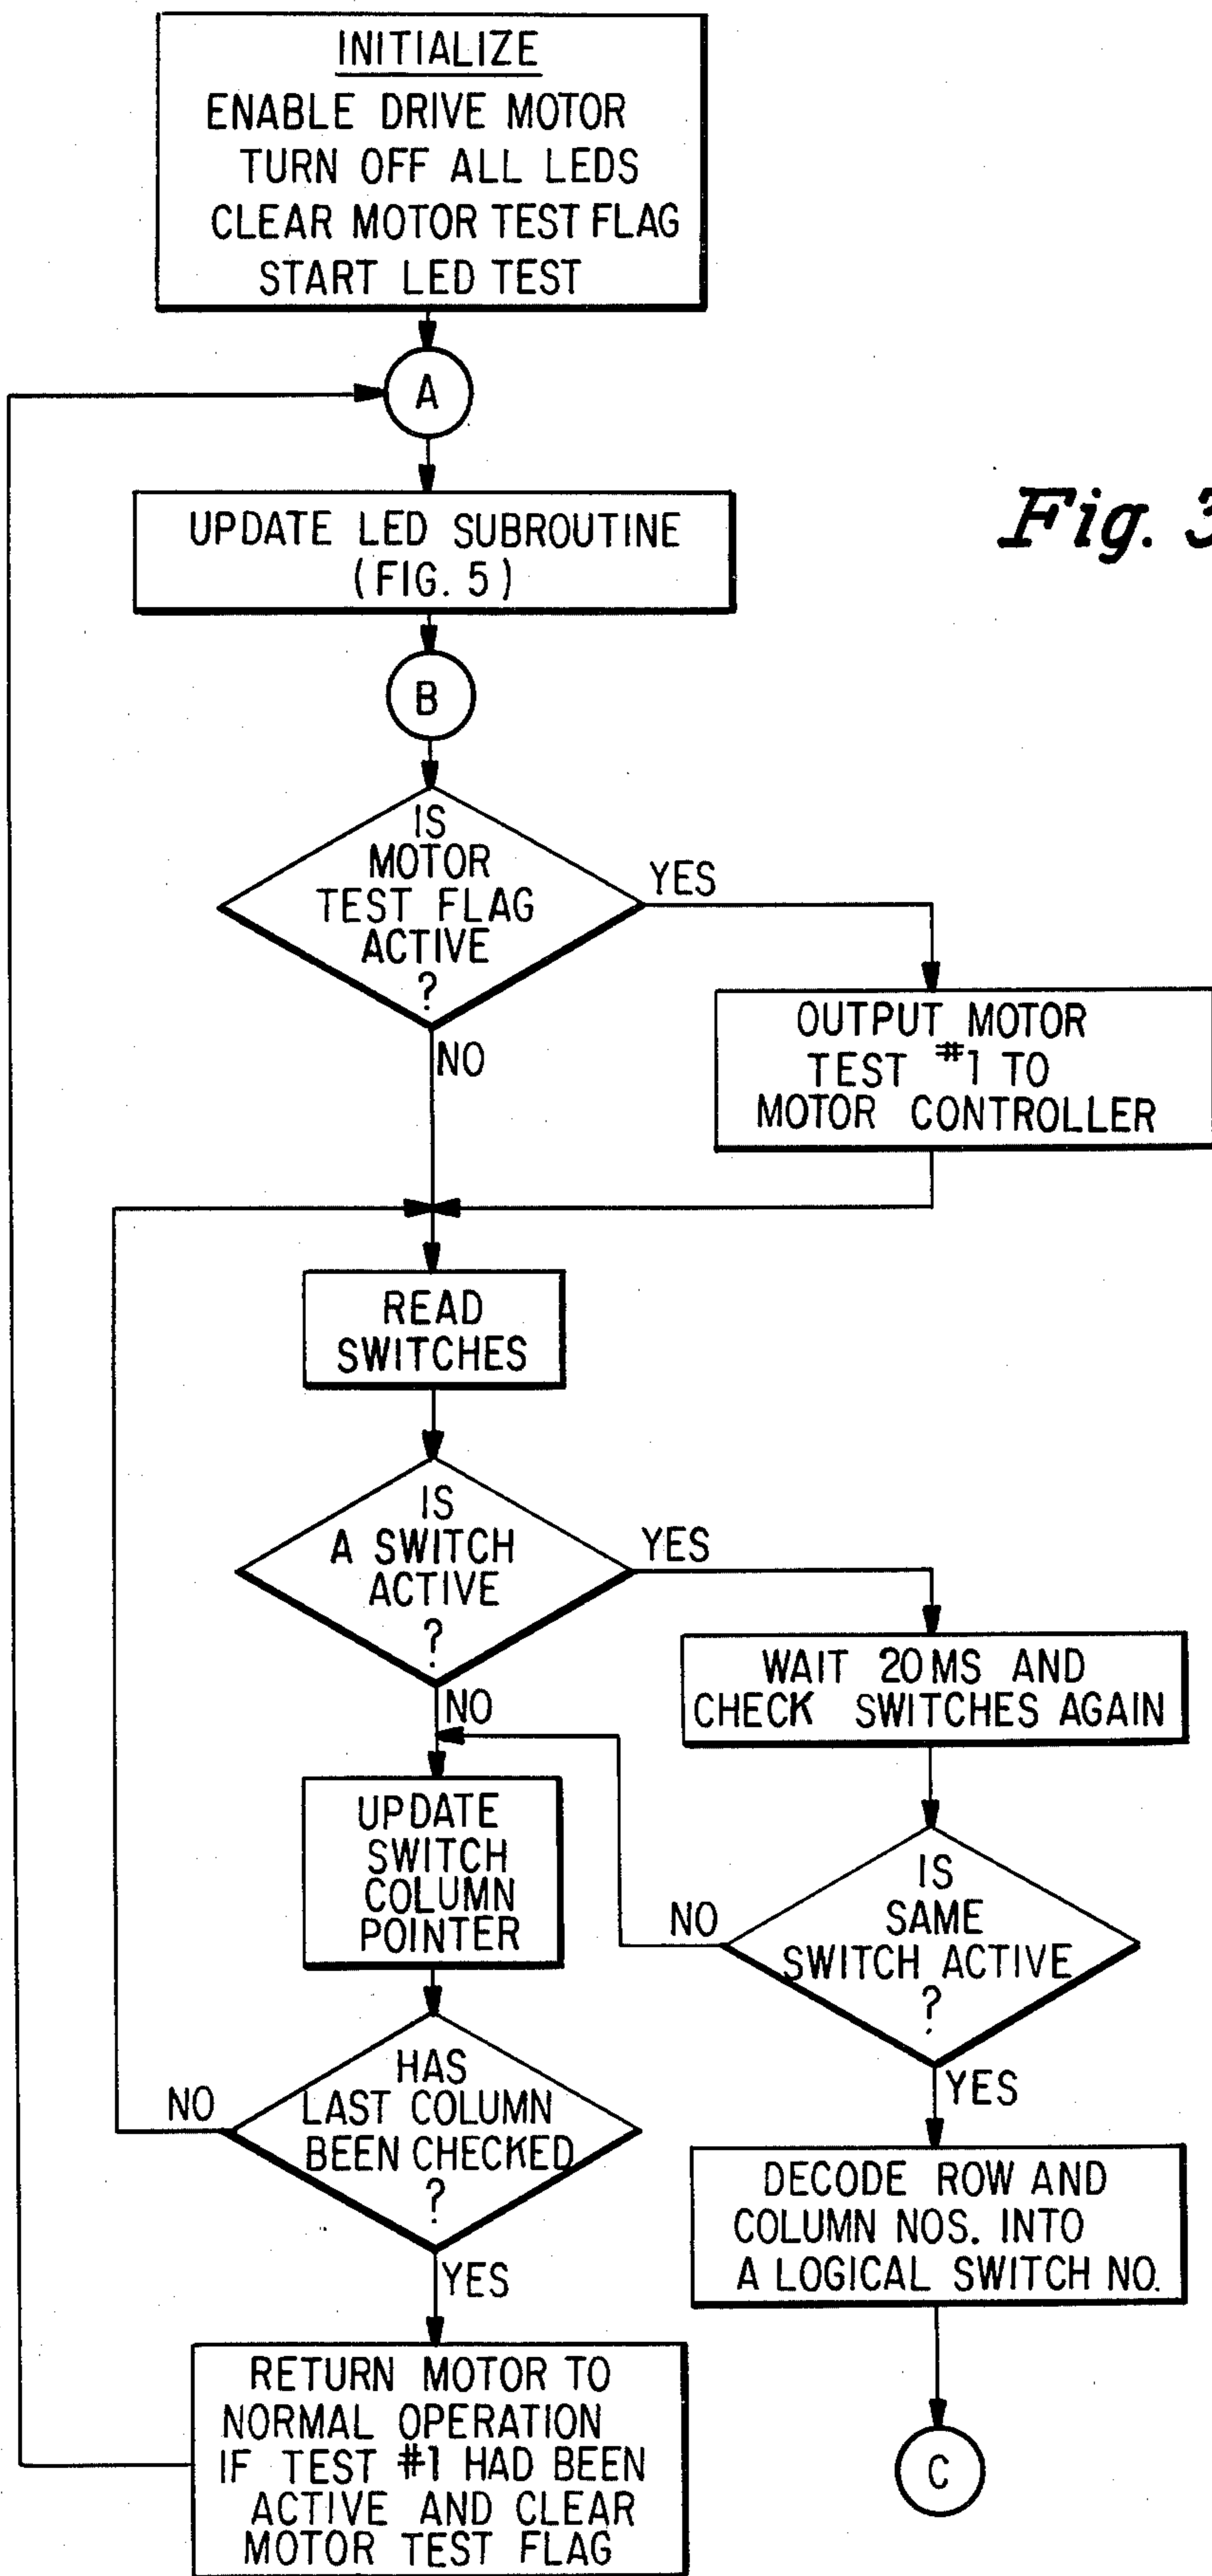 INITIALIZE
ENABLE DRIVE MOTOR
TURN OFF ALL LEDS
CLEAR MOTOR TEST FLAG
START LED TEST
A
UPDATE LED SUBROUTINE
(FIG. 5)
Fig. 3
B
IS
MOTOR
TEST FLAG
ACTIVE
?
YES
NO
OUTPUT MOTOR
TEST #1 TO
MOTOR CONTROLLER
READ
SWITCHES
IS
A SWITCH
ACTIVE
?
YES
NO
WAIT 20 MS AND
CHECK SWITCHES AGAIN
UPDATE
SWITCH
COLUMN
POINTER
IS
SAME
SWITCH ACTIVE
?
NO
YES
HAS
LAST COLUMN
BEEN CHECKED
?
NO
YES
DECODE ROW AND
COLUMN NOS. INTO
A LOGICAL SWITCH NO.
RETURN MOTOR TO
NORMAL OPERATION
IF TEST #1 HAD BEEN
ACTIVE AND CLEAR
MOTOR TEST FLAG
C